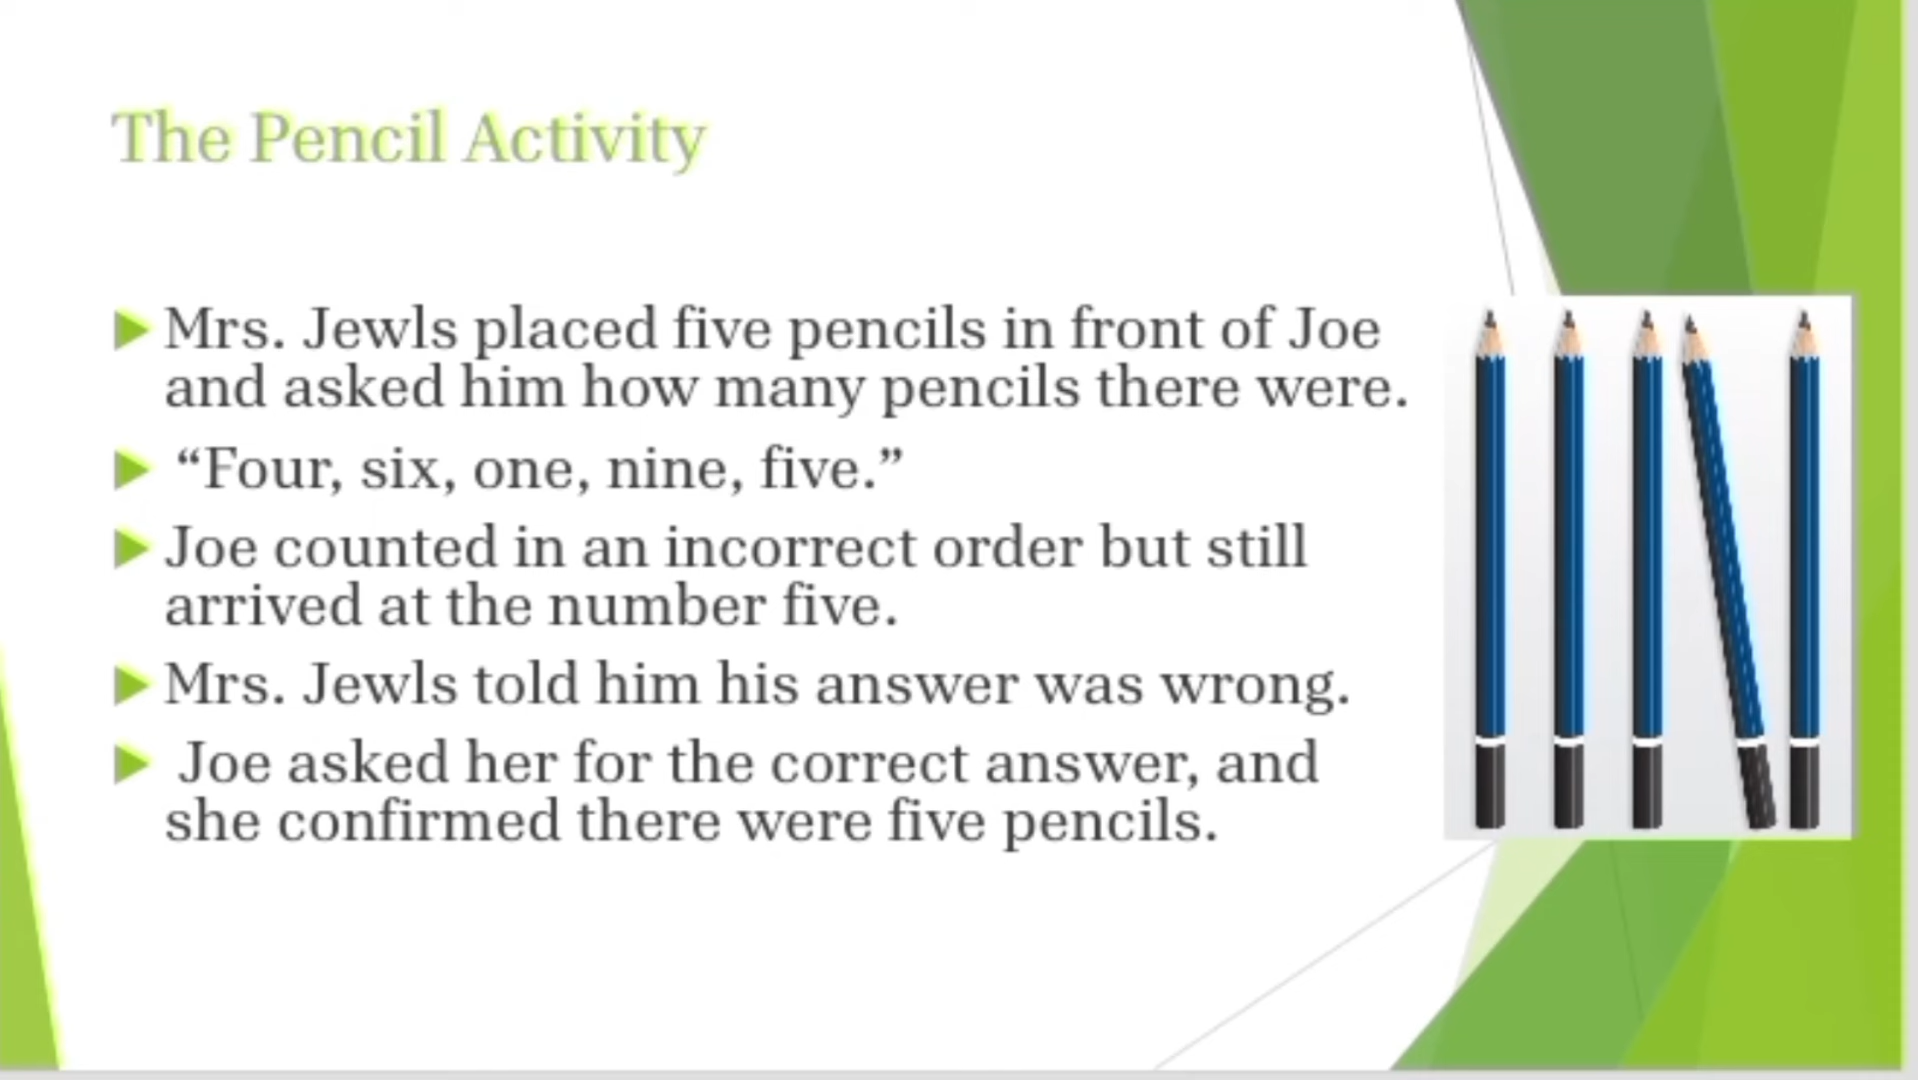 The Pencil Activity
Mrs. Jewls placed five pencils in front of Joe
and asked him how many pencils there were.
“Four, six, one, nine, five.”
Joe counted in an incorrect order but still
arrived at the number five.
Mrs. Jewls told him his answer was wrong.
Joe asked her for the correct answer, and
she confirmed there were five pencils.